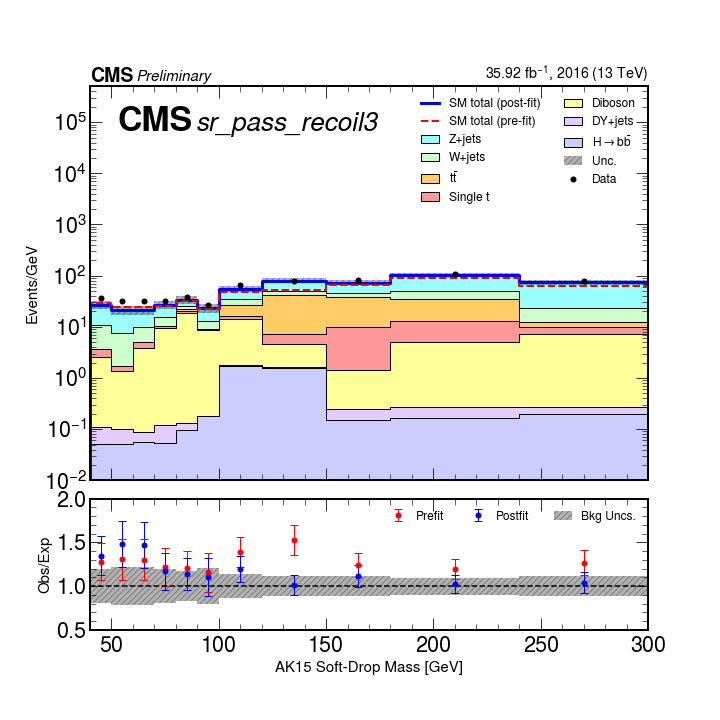 CMS Preliminary 35.92 fb⁻¹, 2016 (13 TeV)
CMS sr_pass_recoil3
SM total (post-fit)
SM total (pre-fit)
Z+jets
W+jets
tt̄
Single t
Diboson
DY+jets
H→bb̄
Unc.
Data
Events/GeV
10⁵
10⁴
10³
10²
10¹
10⁰
10⁻¹
10⁻²
Prefit Postfit Bkg Uncs.
Obs/Exp
2.0
1.5
1.0
0.5
50 100 150 200 250 300
AK15 Soft-Drop Mass [GeV]